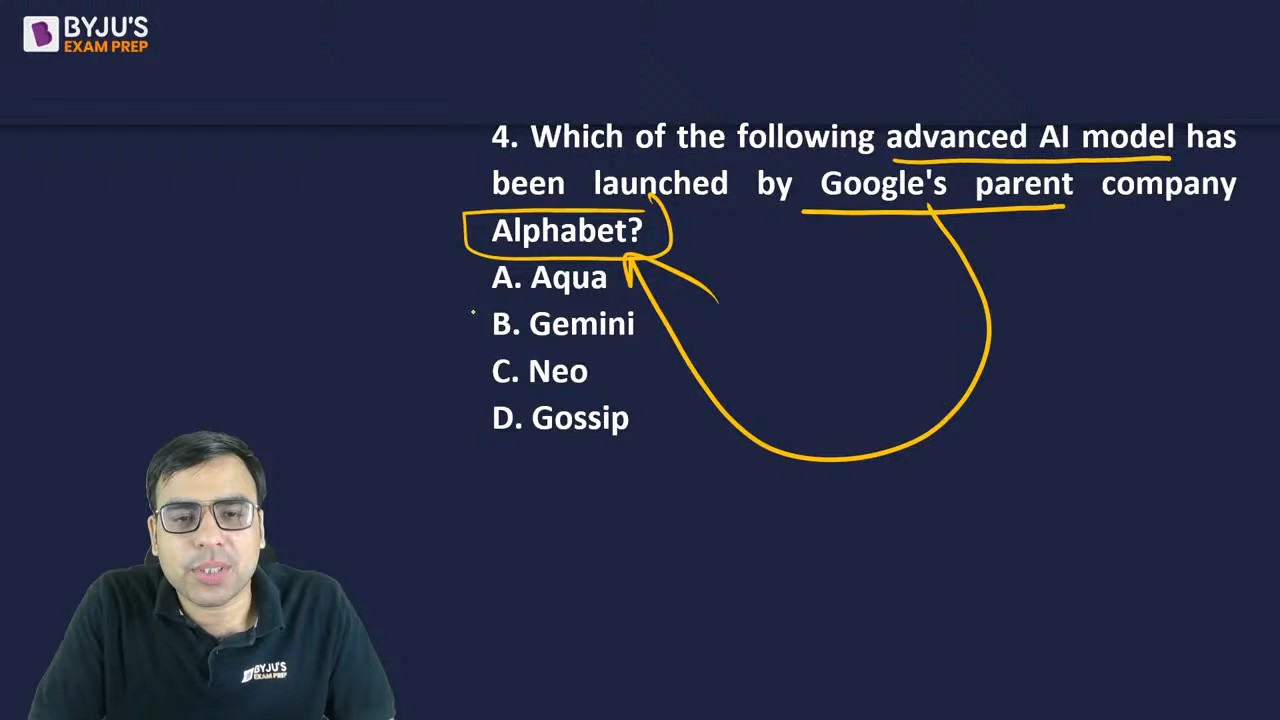 BYJU'S
EXAM PREP
4. Which of the following advanced AI model has
been launched by Google's parent company
Alphabet?
A. Aqua
B. Gemini
C. Neo
D. Gossip
BYJU'S
EXAM PREP